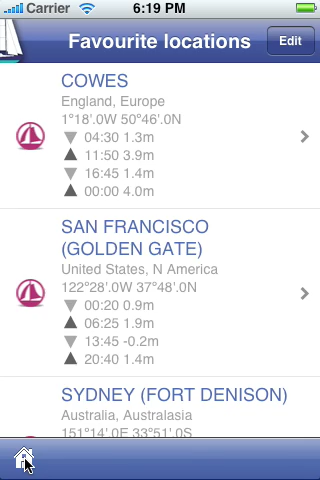 Carrier 6:19 PM
Favourite locations Edit
COWES
England, Europe
1°18'.0W 50°46'.0N
04:30 1.3m
11:50 3.9m
16:45 1.4m
00:00 4.0m
SAN FRANCISCO
(GOLDEN GATE)
United States, N America
122°28'.0W 37°48'.0N
00:20 0.9m
06:25 1.9m
13:45 -0.2m
20:40 1.4m
SYDNEY (FORT DENISON)
Australia, Australasia
151°14'.0E 33°51'.0S